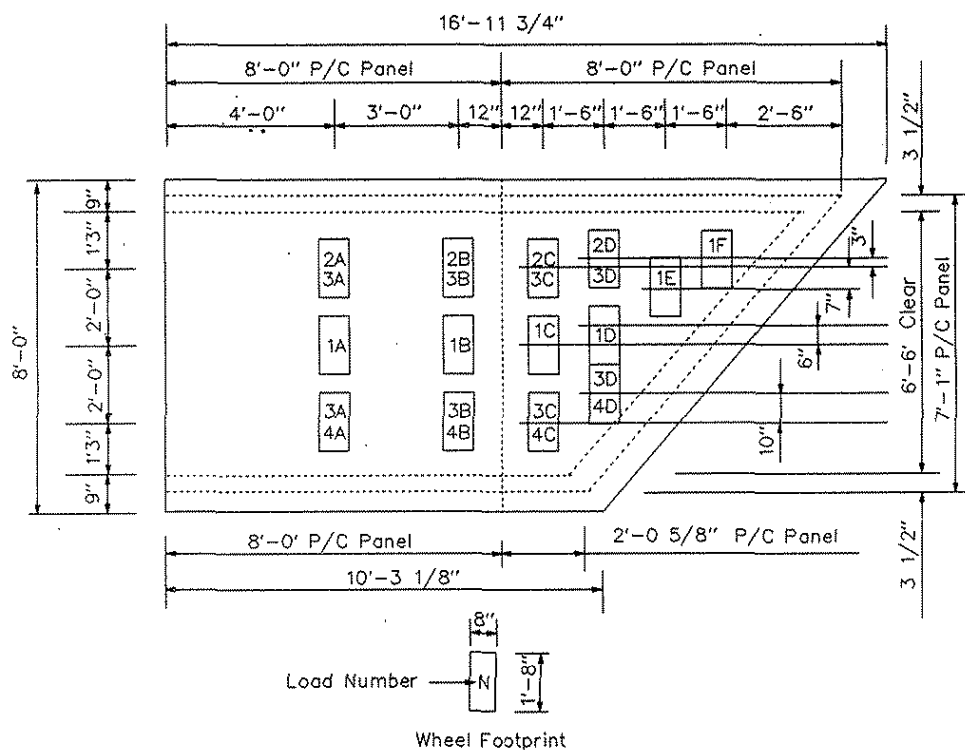 16'-11 3/4"
8'-0" P/C Panel
8'-0" P/C Panel
4'-0"
3'-0"
12"
12"
1'-6"
1'-6"
1'-6"
2'-6"
3 1/2"
8'-0"
9"
1'3"
2'-0"
2'-0"
1'3"
9"
2A
3A
2B
3B
2C
3C
2D
3D
1E
1F
1A
1B
1C
1D
3D
4D
3A
4A
3B
4B
3C
4C
3"
7"
6"
10"
6'-6' Clear
7'-1" P/C Panel
3 1/2"
8'-0' P/C Panel
2'-0 5/8" P/C Panel
10'-3 1/8"
8"
Load Number
N
1'-8"
Wheel Footprint